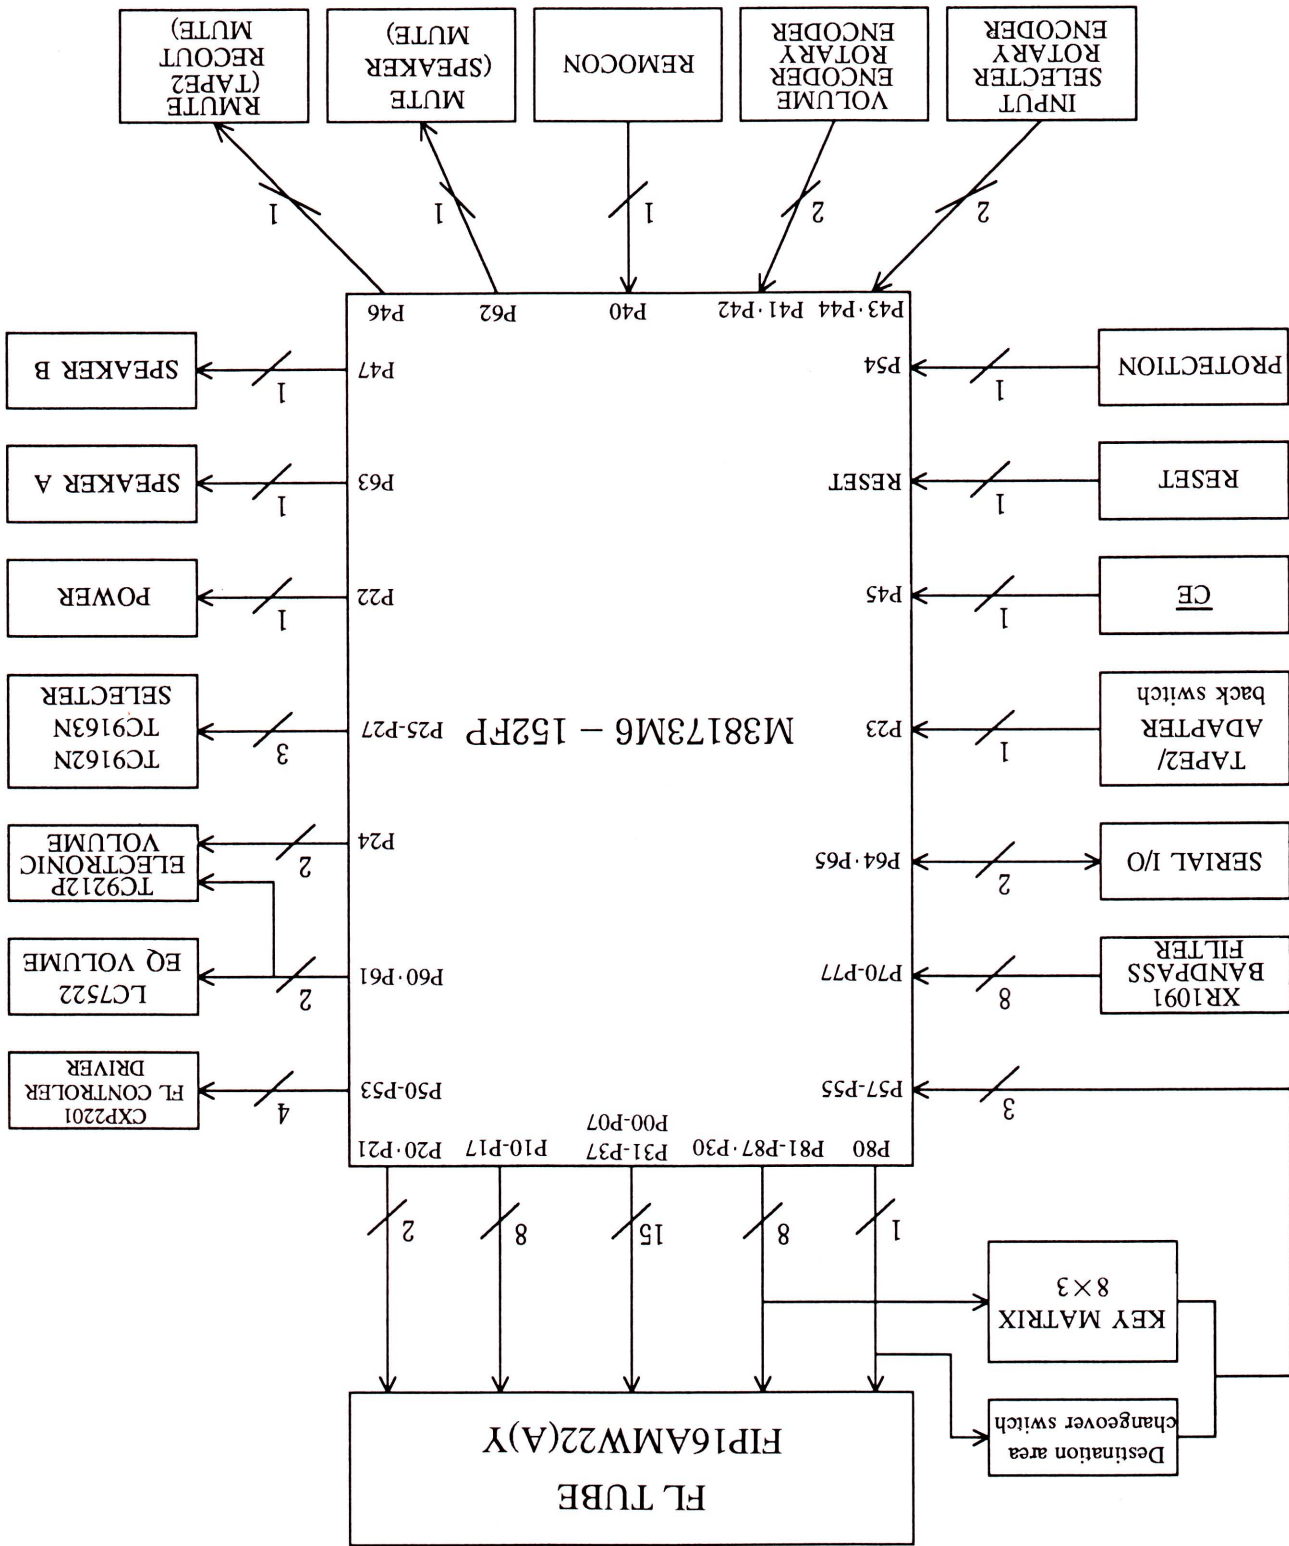 FL TUBE
FIP16AMW22(A)Y
Destination area
changeover switch
KEY MATRIX
8×3
1
8
15
8
2
P80
P81-P87·P30
P31-P37
P00-P07
P10-P17
P20·P21
3
P57-P55
P50-P53
4
CXP2201
FL CONTROLER
DRIVER
XR1091
BANDPASS
FILTER
8
P70-P77
P60·P61
2
LC7522
EQ VOLUME
SERIAL I/O
2
P64·P65
P24
2
TC9212P
ELECTRONIC
VOLUME
TAPE2/
ADAPTER
back switch
1
P23
M38173M6 – 152FP
P25-P27
3
TC9162N
TC9163N
SELECTER
CE
1
P45
P22
1
POWER
RESET
1
RESET
P63
1
SPEAKER A
PROTECTION
1
P54
P47
1
SPEAKER B
P43·P44
P41·P42
P40
P62
P46
2
2
1
1
1
INPUT
SELECTER
ROTARY
ENCODER
VOLUME
ENCODER
ROTARY
ENCODER
REMOCON
MUTE
(SPEAKER
MUTE)
RMUTE
(TAPE2
RECOUT
MUTE)